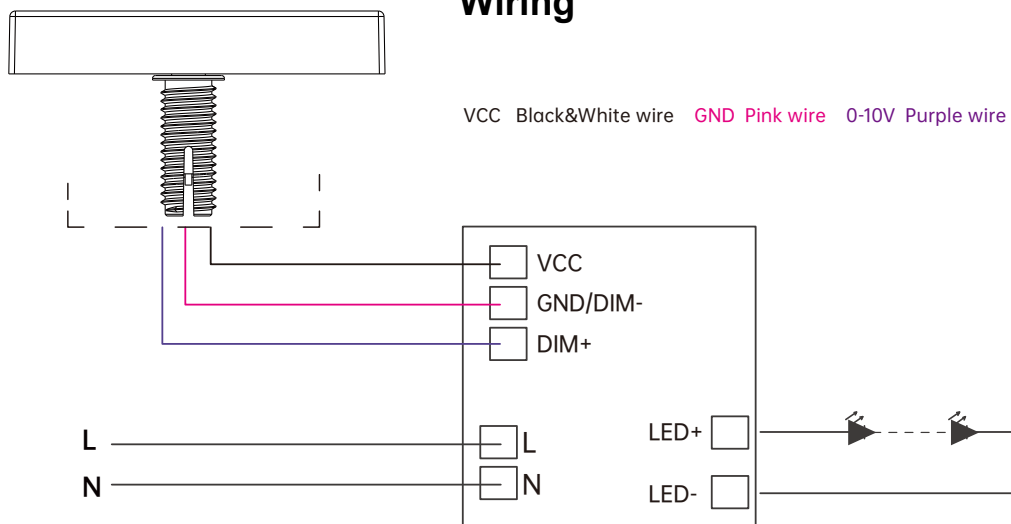 Wiring
VCC Black&White wire GND Pink wire 0-10V Purple wire
VCC
GND/DIM-
DIM+
L
L
LED+
N
N
LED-